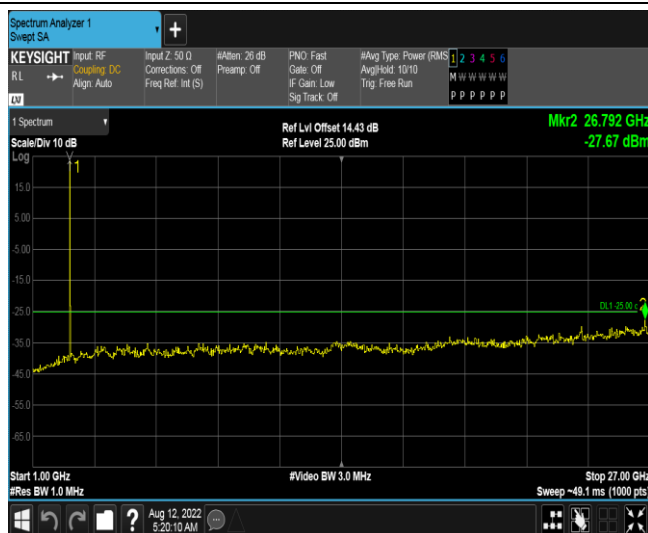 Spectrum Analyzer 1
Swept SA
+
KEYSIGHT
RL
LXI
Input: RF
Coupling: DC
Align: Auto
Input Z: 50 Ω
Corrections: Off
Freq Ref: Int (S)
#Atten: 26 dB
Preamp: Off
PNO: Fast
Gate: Off
IF Gain: Low
Sig Track: Off
#Avg Type: Power (RMS
Avg|Hold: 10/10
Trig: Free Run
1 2 3 4 5 6
M W W W W W
P P P P P P
1 Spectrum
Scale/Div 10 dB
Ref Lvl Offset 14.43 dB
Ref Level 25.00 dBm
Mkr2 26.792 GHz
-27.67 dBm
Log
1
15.0
5.00
-5.00
-15.0
-25.0
DL1 -25.00
-35.0
-45.0
-55.0
-65.0
Start 1.00 GHz
#Video BW 3.0 MHz
Stop 27.00 GHz
#Res BW 1.0 MHz
Sweep ~49.1 ms (1000 pts)
?
Aug 12, 2022
5:20:10 AM